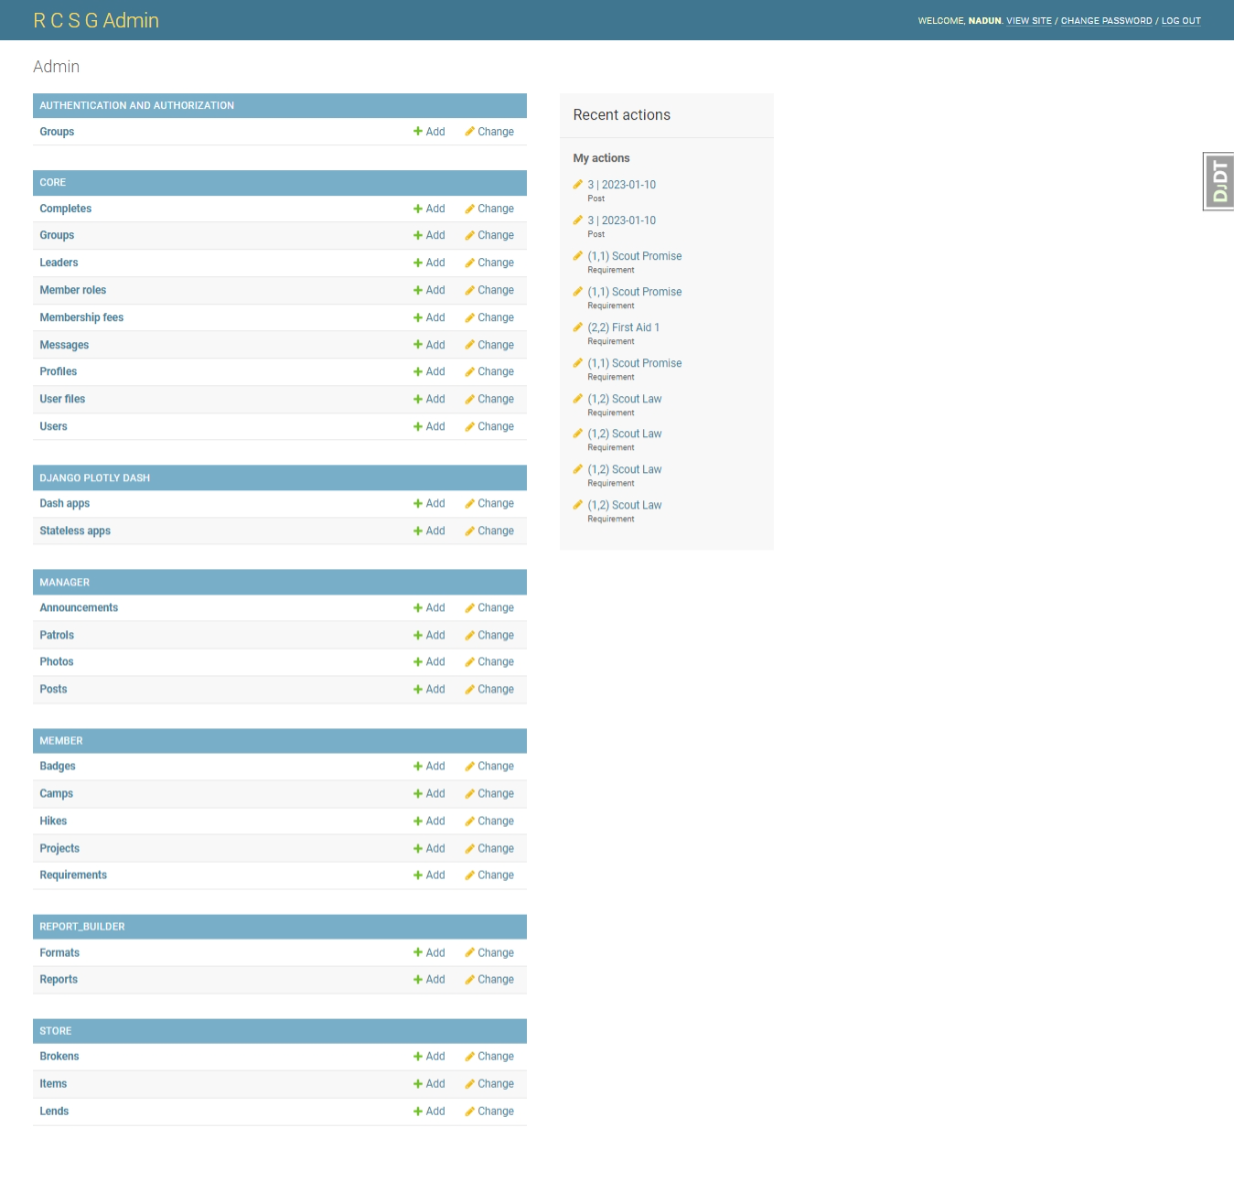 R C S G Admin
WELCOME, NADUN. VIEW SITE / CHANGE PASSWORD / LOG OUT
Admin
AUTHENTICATION AND AUTHORIZATION
Groups Add Change
CORE
Completes Add Change
Groups Add Change
Leaders Add Change
Member roles Add Change
Membership fees Add Change
Messages Add Change
Profiles Add Change
User files Add Change
Users Add Change
DJANGO PLOTLY DASH
Dash apps Add Change
Stateless apps Add Change
MANAGER
Announcements Add Change
Patrols Add Change
Photos Add Change
Posts Add Change
MEMBER
Badges Add Change
Camps Add Change
Hikes Add Change
Projects Add Change
Requirements Add Change
REPORT_BUILDER
Formats Add Change
Reports Add Change
STORE
Brokens Add Change
Items Add Change
Lends Add Change
Recent actions
My actions
3 | 2023-01-10
Post
3 | 2023-01-10
Post
(1,1) Scout Promise
Requirement
(1,1) Scout Promise
Requirement
(2,2) First Aid 1
Requirement
(1,1) Scout Promise
Requirement
(1,2) Scout Law
Requirement
(1,2) Scout Law
Requirement
(1,2) Scout Law
Requirement
(1,2) Scout Law
Requirement
DJDT